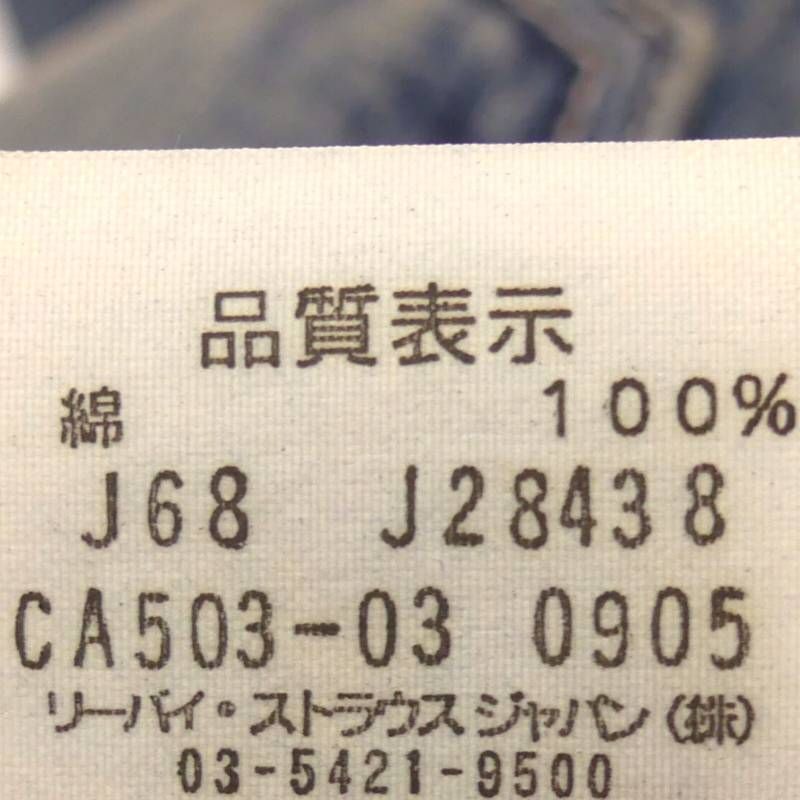 品質表示
綿 100%
J68 J28438
CA503-03 0905
リーバイ・ストラウスジャパン(株)
03-5421-9500